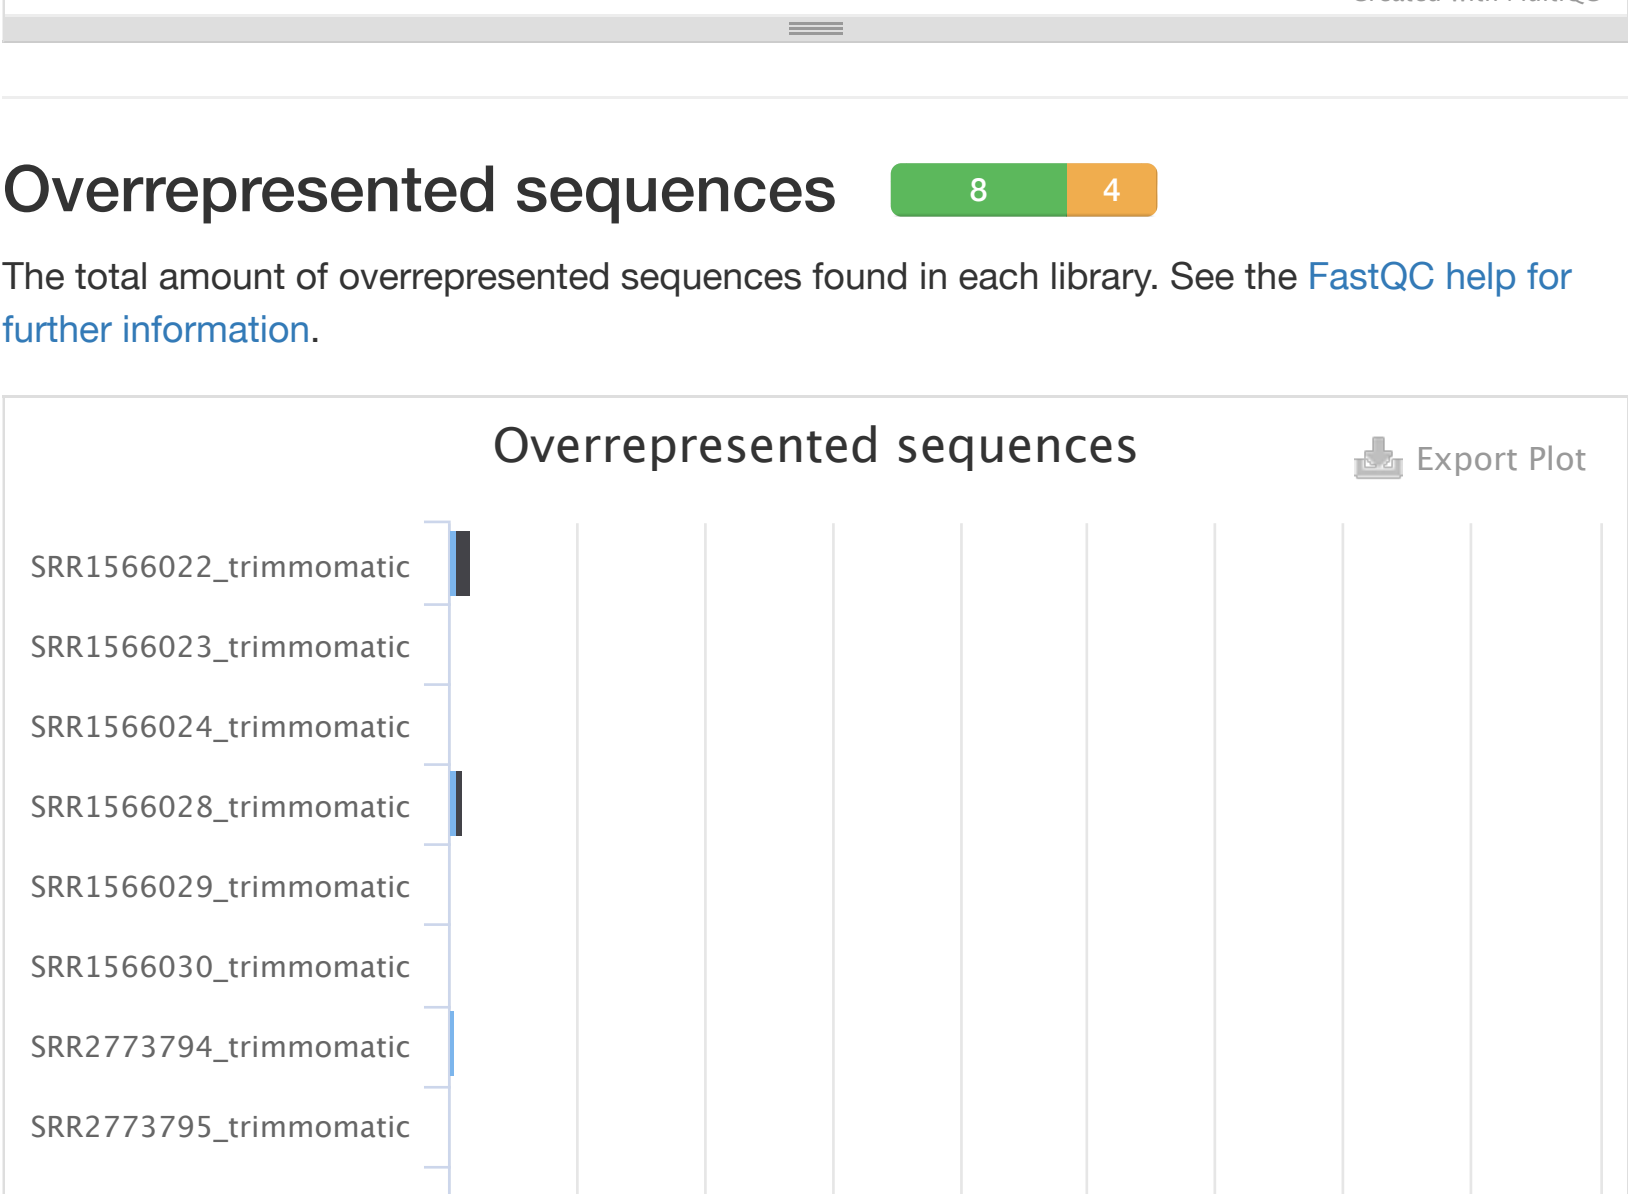 Overrepresented sequences 8 4
The total amount of overrepresented sequences found in each library. See the FastQC help for
further information.
Overrepresented sequences
Export Plot
SRR1566022_trimmomatic
SRR1566023_trimmomatic
SRR1566024_trimmomatic
SRR1566028_trimmomatic
SRR1566029_trimmomatic
SRR1566030_trimmomatic
SRR2773794_trimmomatic
SRR2773795_trimmomatic